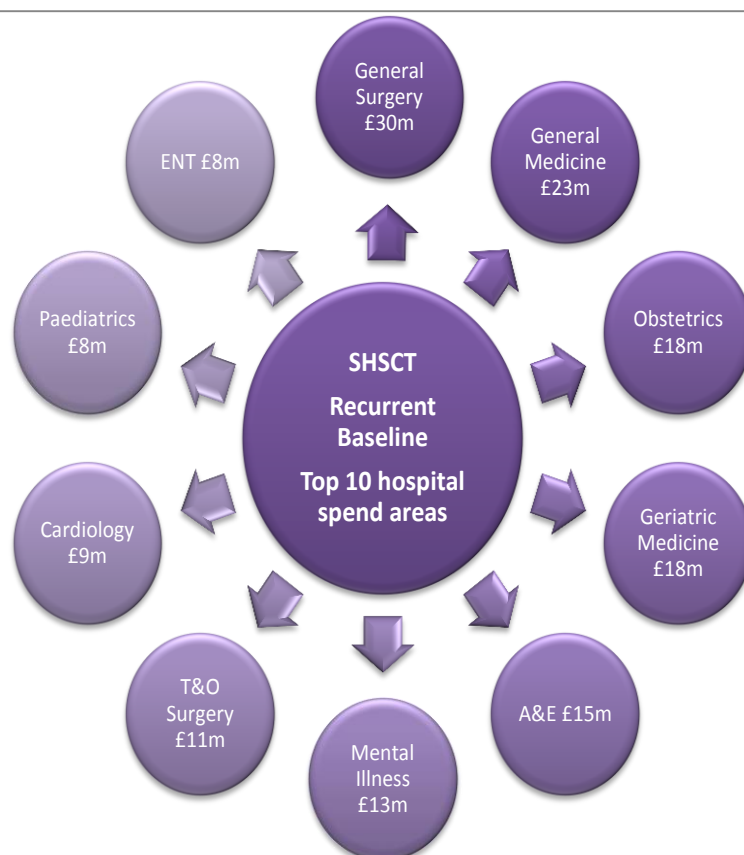 General
Surgery
£30m
General
Medicine
£23m
Obstetrics
£18m
Geriatric
Medicine
£18m
A&E £15m
Mental
Illness
£13m
T&O
Surgery
£11m
Cardiology
£9m
Paediatrics
£8m
ENT £8m
SHSCT
Recurrent
Baseline
Top 10 hospital
spend areas